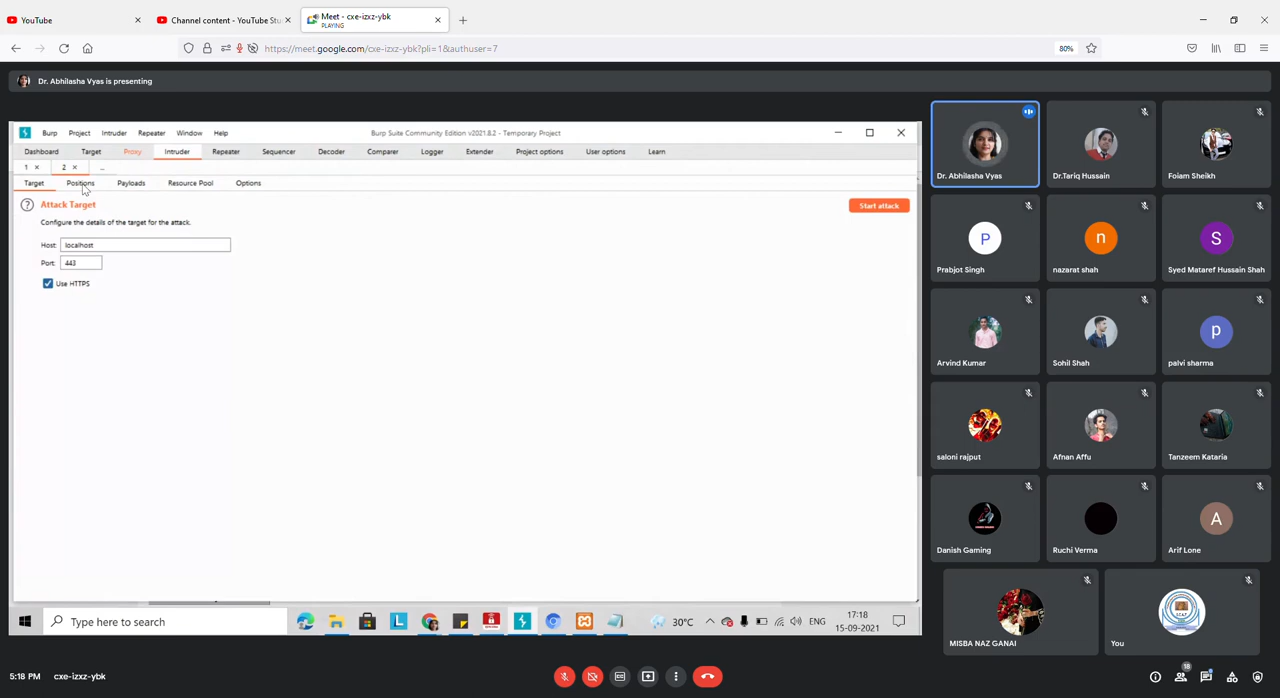 YouTube
Channel content - YouTube Stu
Meet - cxe-izxz-ybk
PLAYING
https://meet.google.com/cxe-izxz-ybk?pli=1&authuser=7
80%
Dr. Abhilasha Vyas is presenting
Burp Project Intruder Repeater Window Help
Burp Suite Community Edition v2021.8.2 - Temporary Project
Dashboard Target Proxy Intruder Repeater Sequencer Decoder Comparer Logger Extender Project options User options Learn
1 × 2 × ...
Target Positions Payloads Resource Pool Options
? Attack Target
Start attack
Configure the details of the target for the attack.
Host: localhost
Port: 443
Use HTTPS
Type here to search
L
30°C
ENG
17:18
15-09-2021
Dr. Abhilasha Vyas
Dr.Tariq Hussain
Foiam Sheikh
P
Prabjot Singh
n
nazarat shah
S
Syed Mataref Hussain Shah
Arvind Kumar
Sohil Shah
p
palvi sharma
saloni rajput
Afnan Affu
Tanzeem Kataria
Danish Gaming
Ruchi Verma
A
Arif Lone
MISBA NAZ GANAI
You
5:18 PM
cxe-izxz-ybk
18